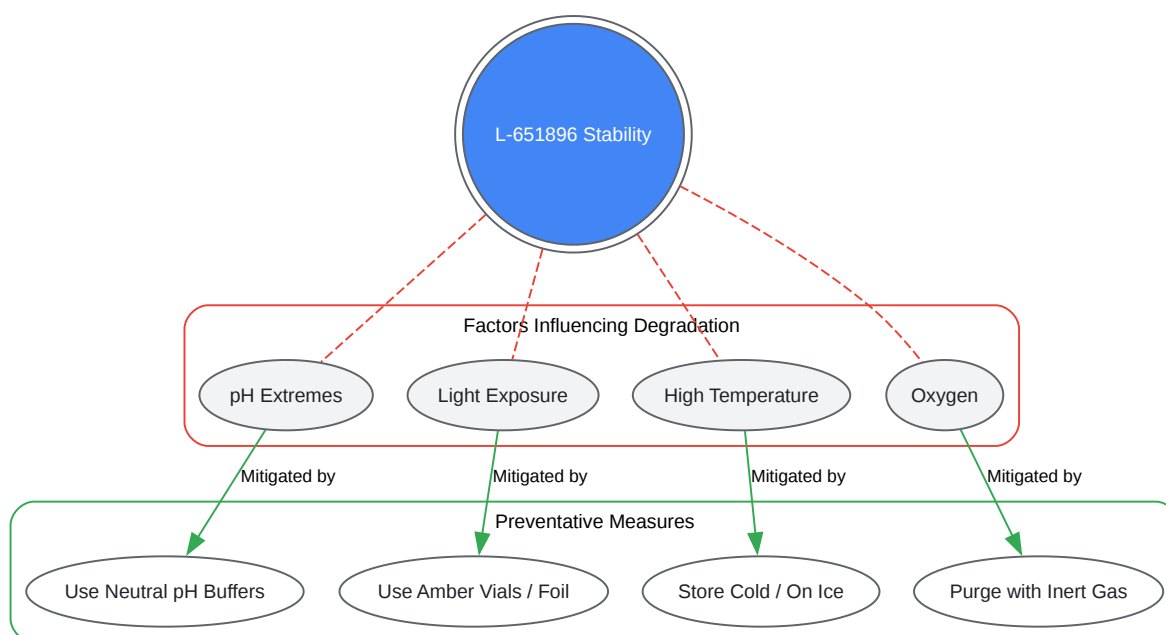 L-651896 Stability
Factors Influencing Degradation
pH Extremes
Light Exposure
High Temperature
Oxygen
Mitigated by
Mitigated by
Mitigated by
Mitigated by
Preventative Measures
Use Neutral pH Buffers
Use Amber Vials / Foil
Store Cold / On Ice
Purge with Inert Gas